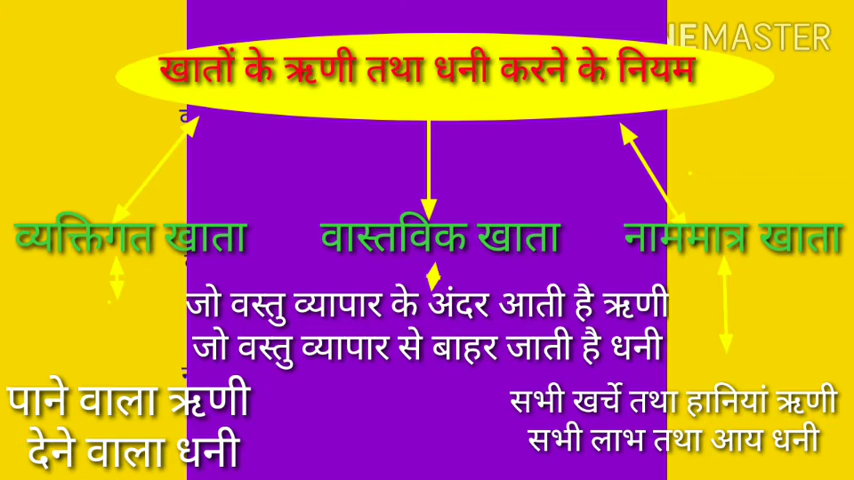 NEMASTER
खातों के ऋणी तथा धनी करने के नियम
व्यक्तिगत खाता
वास्तविक खाता
नाममात्र खाता
जो वस्तु व्यापार के अंदर आती है ऋणी
जो वस्तु व्यापार से बाहर जाती है धनी
पाने वाला ऋणी
देने वाला धनी
सभी खर्चे तथा हानियां ऋणी
सभी लाभ तथा आय धनी